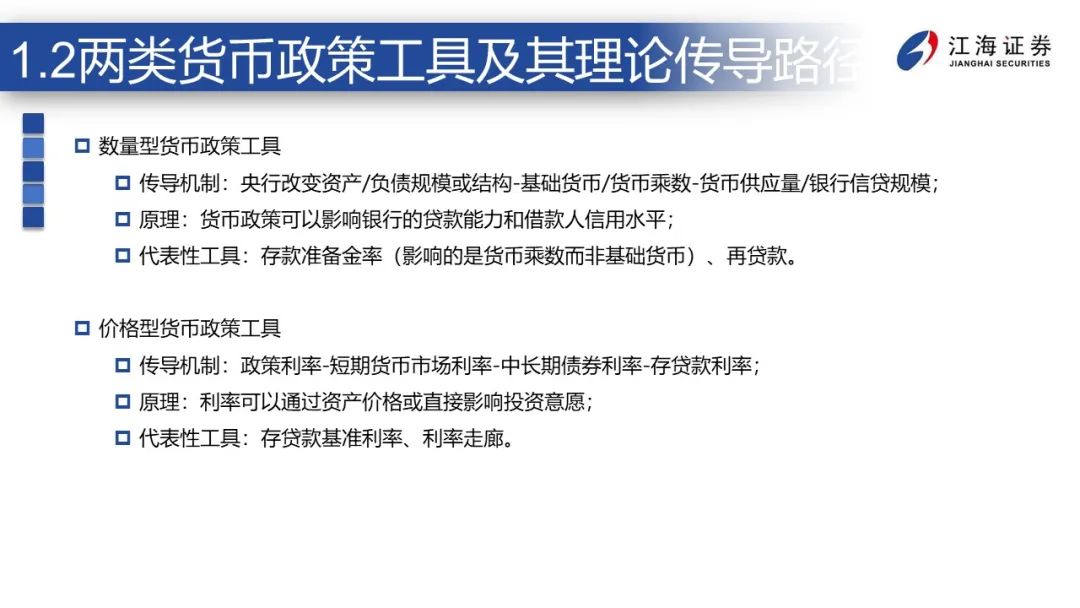 1.2两类货币政策工具及其理论传导路径
江海证券
JIANGHAI SECURITIES
数量型货币政策工具
传导机制：央行改变资产/负债规模或结构-基础货币/货币乘数-货币供应量/银行信贷规模；
原理：货币政策可以影响银行的贷款能力和借款人信用水平；
代表性工具：存款准备金率（影响的是货币乘数而非基础货币）、再贷款。
价格型货币政策工具
传导机制：政策利率-短期货币市场利率-中长期债券利率-存贷款利率；
原理：利率可以通过资产价格或直接影响投资意愿；
代表性工具：存贷款基准利率、利率走廊。